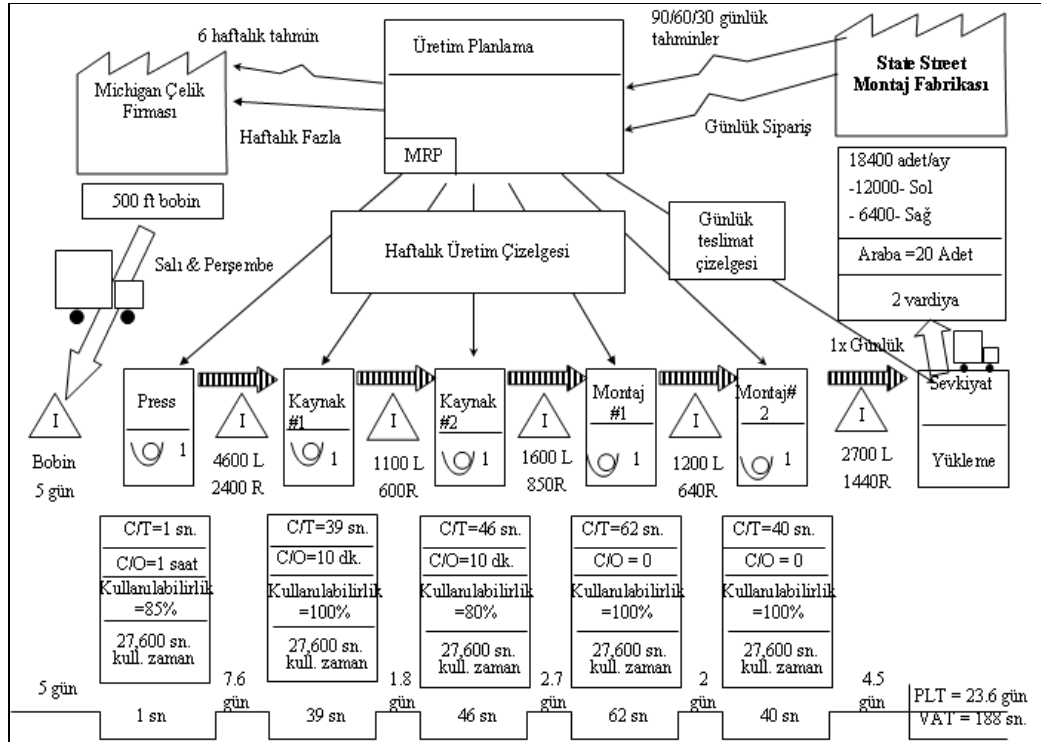 6 haftalık tahmin
Üretim Planlama
90/60/30 günlük
tahminler
State Street
Montaj Fabrikası
Michigan Çelik
Firması
Haftalık Fazla
MRP
Günlük Sipariş
500 ft bobin
18400 adet/ay
-12000- Sol
- 6400- Sağ
Araba =20 Adet
2 vardiya
Salı & Perşembe
Haftalık Üretim Çizelgesi
Günlük
teslimat
çizelgesi
1x Günlük
I
Bobin
5 gün
Press
1
I
4600 L
2400 R
Kaynak
#1
1
I
1100 L
600R
Kaynak
#2
1
I
1600 L
850R
Montaj
#1
1
I
1200 L
640R
Montaj#
2
1
I
2700 L
1440R
Sevkiyat
Yükleme
C/T=1 sn.
C/O=1 saat
Kullanılabilirlik
=85%
27,600 sn.
kull. zaman
C/T=39 sn.
C/O=10 dk.
Kullanılabilirlik
=100%
27,600 sn.
kull. zaman
C/T=46 sn.
C/O=10 dk.
Kullanılabilirlik
=80%
27,600 sn.
kull. zaman
C/T=62 sn.
C/O = 0
Kullanılabilirlik
=100%
27,600 sn.
kull. zaman
C/T=40 sn.
C/O = 0
Kullanılabilirlik
=100%
27,600 sn.
kull. zaman
5 gün
1 sn
7.6
gün
39 sn
1.8
gün
46 sn
2.7
gün
62 sn
2
gün
40 sn
4.5
gün
PLT = 23.6 gün
VAT = 188 sn.